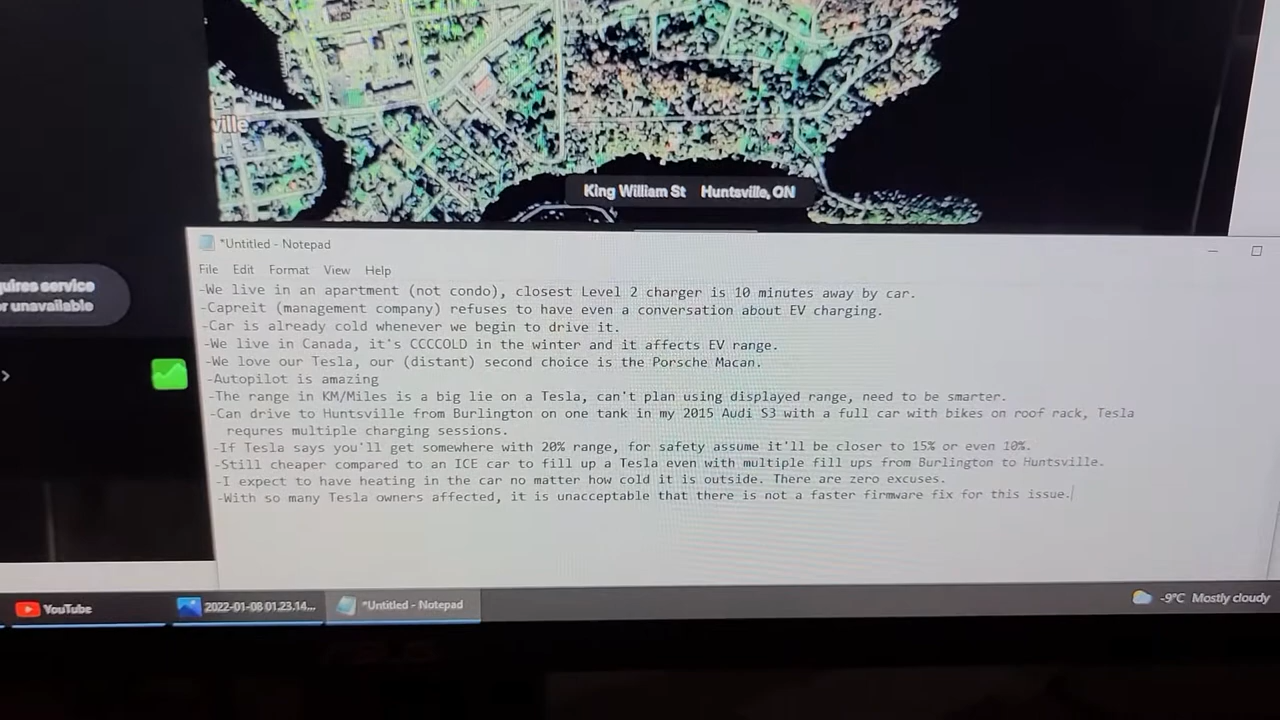 ville
King William St Huntsville, ON
*Untitled - Notepad
File Edit Format View Help
quires service
or unavailable
-We live in an apartment (not condo), closest Level 2 charger is 10 minutes away by car.
-Capreit (management company) refuses to have even a conversation about EV charging.
-Car is already cold whenever we begin to drive it.
-We live in Canada, it's CCCCOLD in the winter and it affects EV range.
-We love our Tesla, our (distant) second choice is the Porsche Macan.
-Autopilot is amazing
-The range in KM/Miles is a big lie on a Tesla, can't plan using displayed range, need to be smarter.
-Can drive to Huntsville from Burlington on one tank in my 2015 Audi S3 with a full car with bikes on roof rack, Tesla
requres multiple charging sessions.
-If Tesla says you'll get somewhere with 20% range, for safety assume it'll be closer to 15% or even 10%.
-Still cheaper compared to an ICE car to fill up a Tesla even with multiple fill ups from Burlington to Huntsville.
-I expect to have heating in the car no matter how cold it is outside. There are zero excuses.
-With so many Tesla owners affected, it is unacceptable that there is not a faster firmware fix for this issue.
YouTube 2022-01-08 01.23.14... *Untitled - Notepad -9°C Mostly cloudy